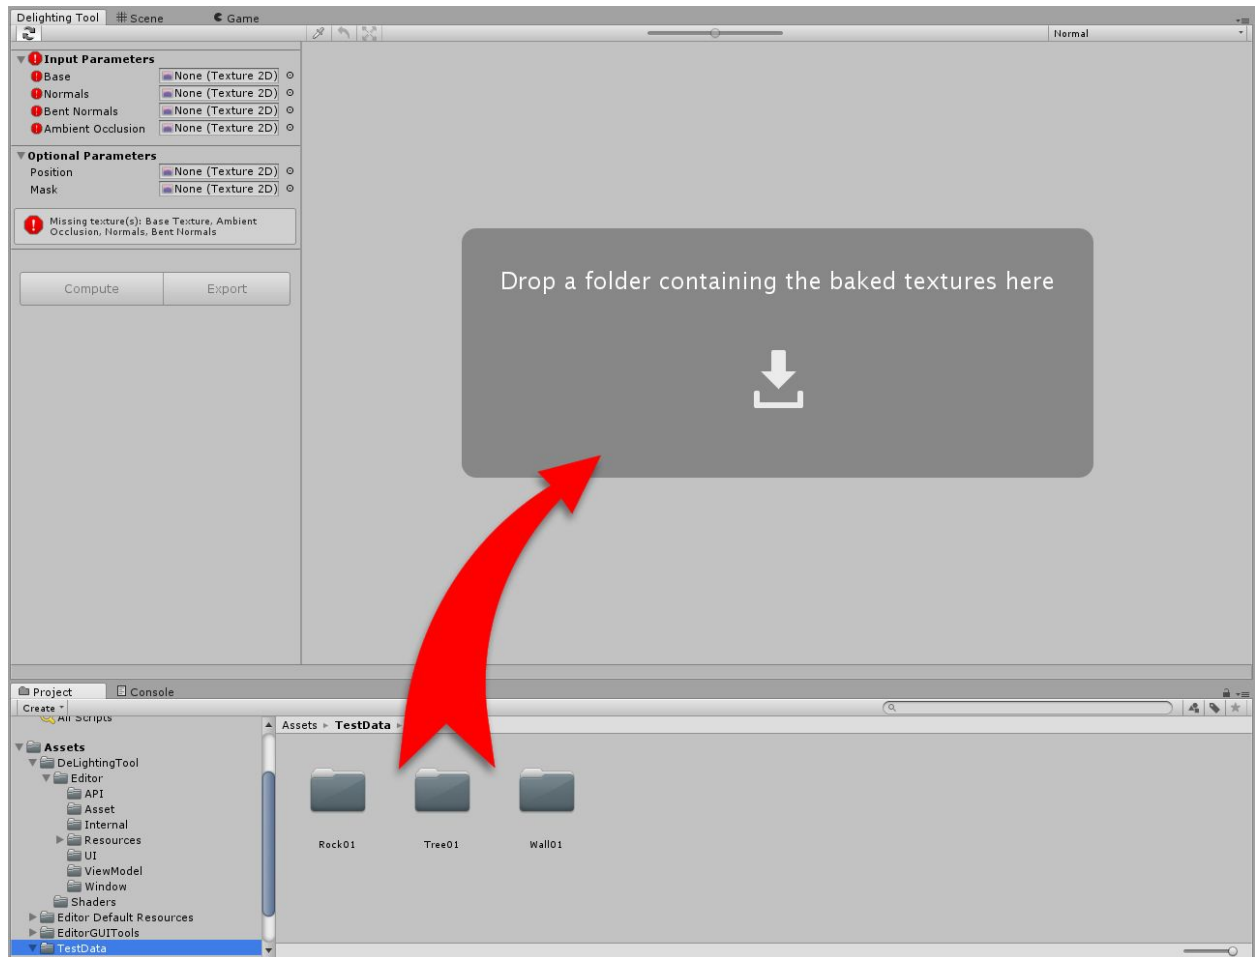 Delighting Tool Scene Game
Normal
Input Parameters
Base None (Texture 2D)
Normals None (Texture 2D)
Bent Normals None (Texture 2D)
Ambient Occlusion None (Texture 2D)
Optional Parameters
Position None (Texture 2D)
Mask None (Texture 2D)
Missing texture(s): Base Texture, Ambient
Occlusion, Normals, Bent Normals
Compute Export
Drop a folder containing the baked textures here
Project Console
Create
All Scripts
Assets TestData
Assets
DeLightingTool
Editor
API
Asset
Internal
Resources
UI
ViewModel
Window
Shaders
Editor Default Resources
EditorGUITools
TestData
Rock01 Tree01 Wall01